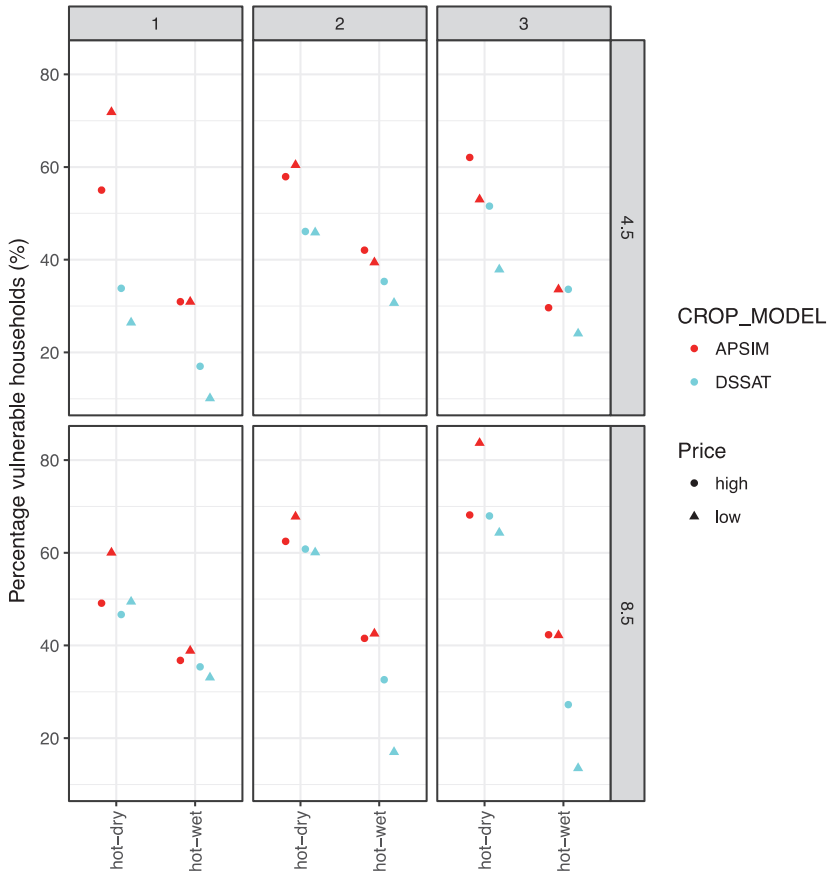 1 2 3
Percentage vulnerable households (%)
80
60
40
20
4.5
80
60
40
20
8.5
hot−dry hot−wet hot−dry hot−wet hot−dry hot−wet
CROP_MODEL
APSIM
DSSAT
Price
high
low